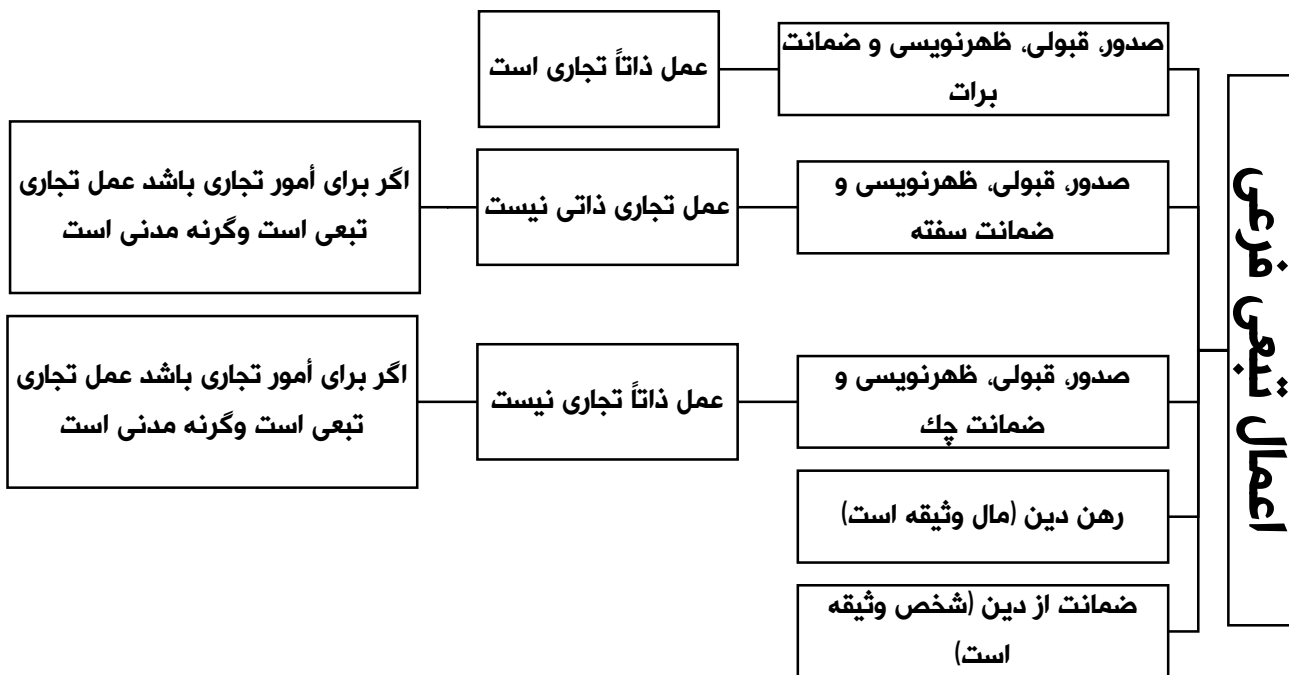 اعمال تبعی فرعی
صدور، قبولی، ظهرنویسی و ضمانت
برات
عمل ذاتاً تجاری است
صدور، قبولی، ظهرنویسی و
ضمانت سفته
عمل تجاری ذاتی نیست
اگر برای أمور تجاری باشد عمل تجاری
تبعی است وگرنه مدنی است
صدور، قبولی، ظهرنویسی و
ضمانت چك
عمل ذاتاً تجاری نیست
اگر برای أمور تجاری باشد عمل تجاری
تبعی است وگرنه مدنی است
رهن دین (مال وثیقه است)
ضمانت از دین (شخص وثیقه
است)